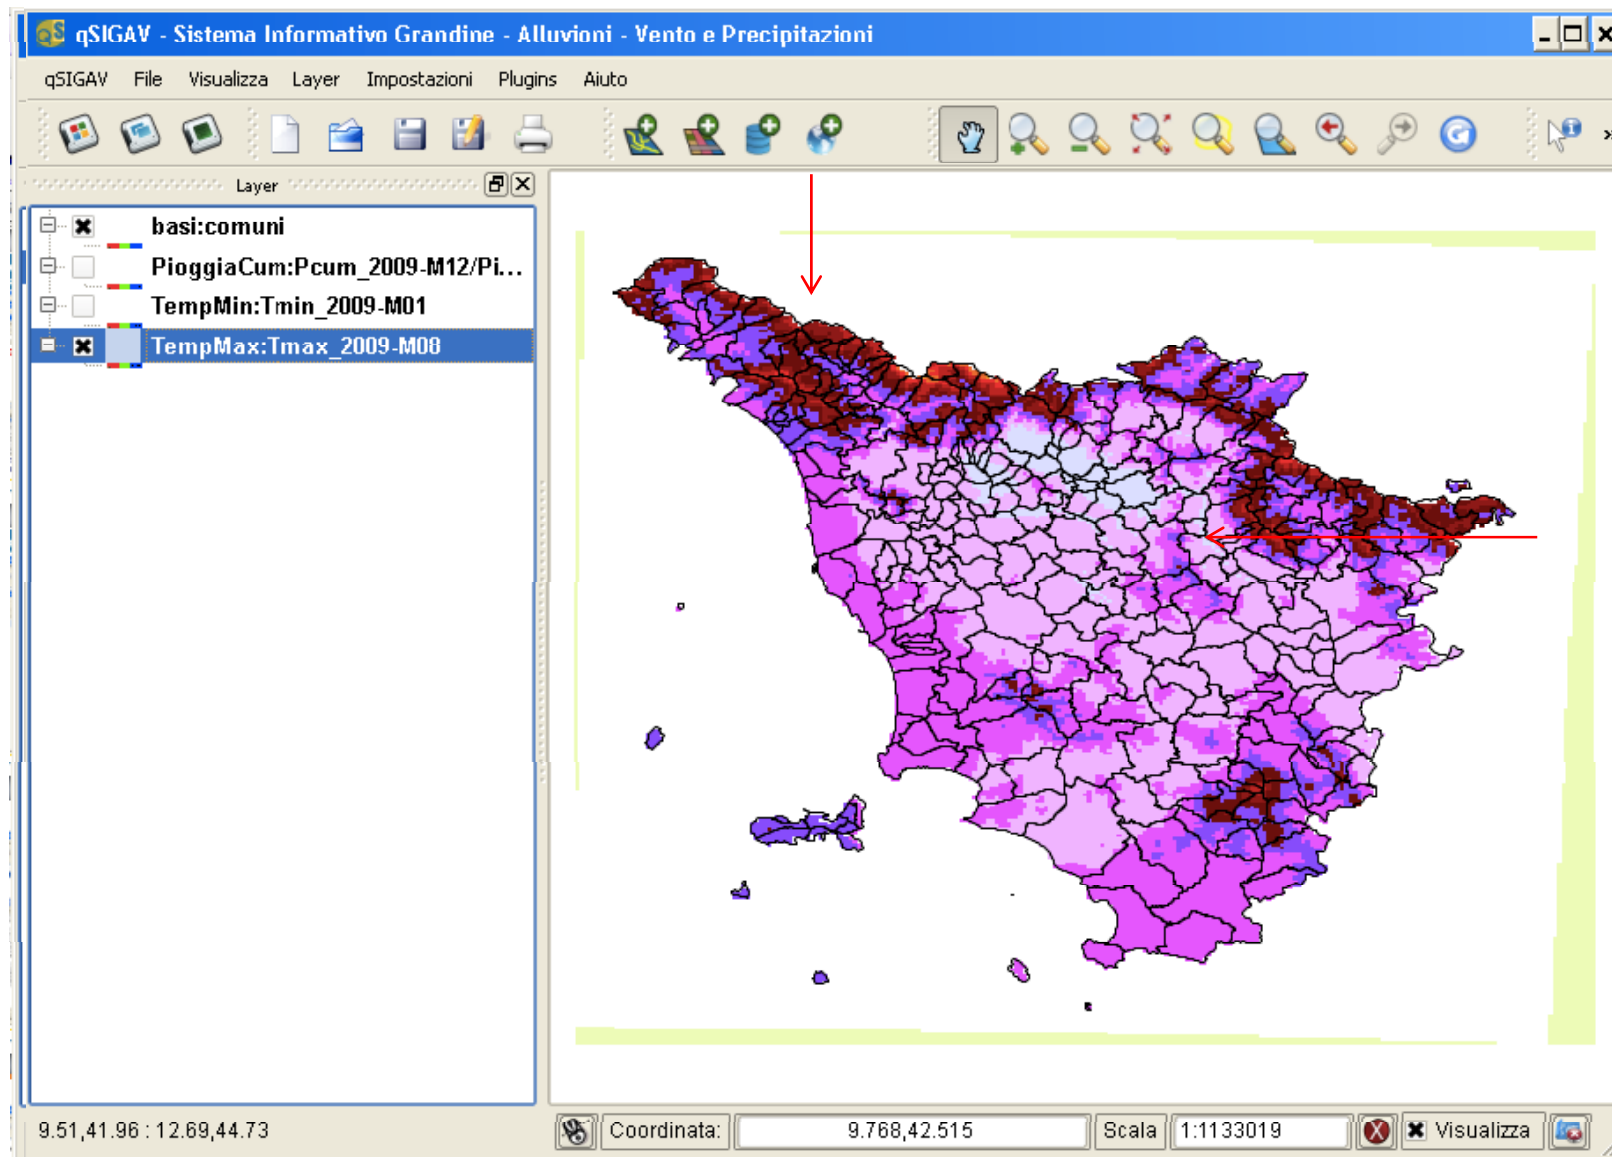 qSIGAV - Sistema Informativo Grandine - Alluvioni - Vento e Precipitazioni
qSIGAV File Visualizza Layer Impostazioni Plugins Aiuto
Layer
basi:comuni
PioggiaCum:Pcum_2009-M12/Pi...
TempMin:Tmin_2009-M01
TempMax:Tmax_2009-M08
9.51,41.96 : 12.69,44.73 Coordinata: 9.768,42.515 Scala 1:1133019 Visualizza